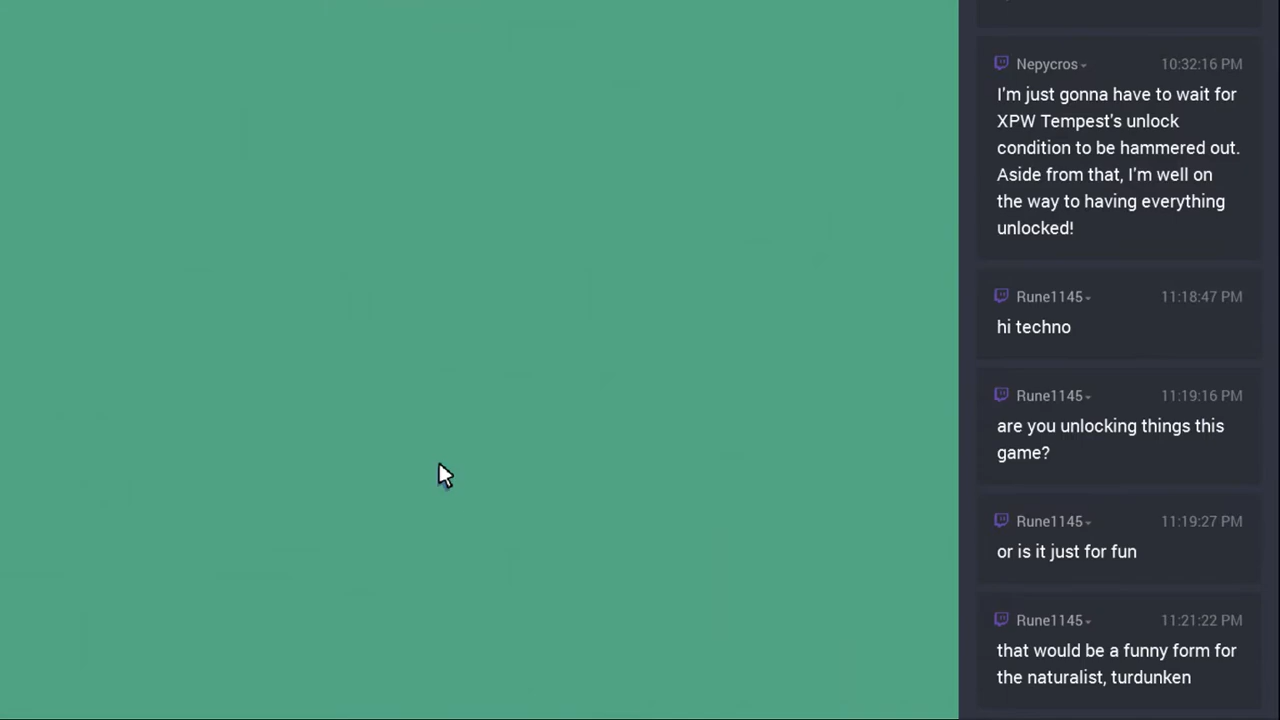 Nepycros 10:32:16 PM
I'm just gonna have to wait for
XPW Tempest's unlock
condition to be hammered out.
Aside from that, I'm well on
the way to having everything
unlocked!
Rune1145 11:18:47 PM
hi techno
Rune1145 11:19:16 PM
are you unlocking things this
game?
Rune1145 11:19:27 PM
or is it just for fun
Rune1145 11:21:22 PM
that would be a funny form for
the naturalist, turdunken